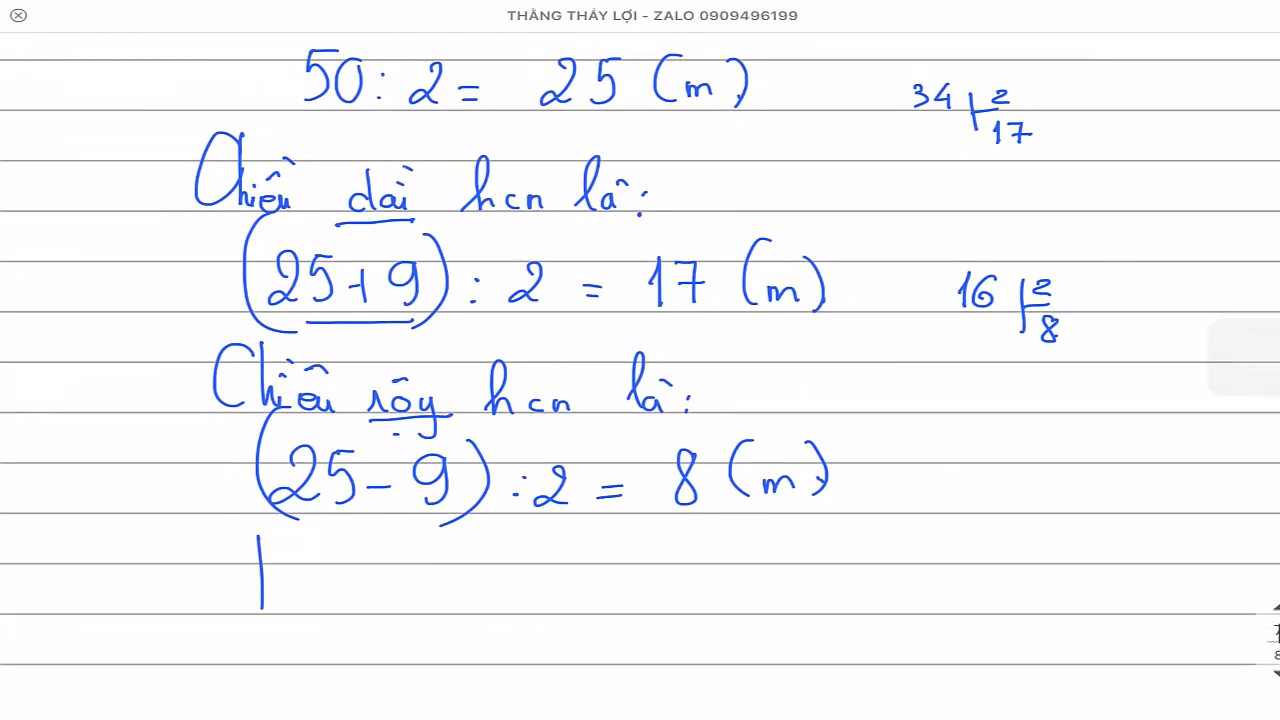 THẮNG THẦY LỢI - ZALO 0909496199
50 : 2 = 25 (m)
34 2
17
Chiều dài hcn là:
(25+9) : 2 = 17 (m)
16 2
8
Chiều rộng hcn là:
(25-9) : 2 = 8 (m)